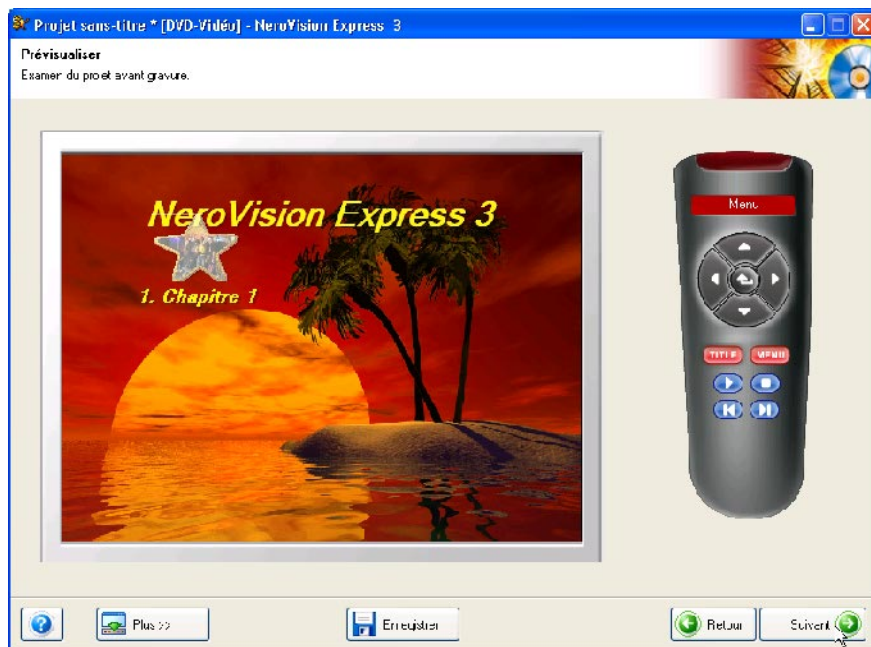 Projet sans-titre * [DVD-Vidéo] - NeroVision Express 3
Prévisualiser
Examen du projet avant gravure.
NeroVision Express 3
1. Chapitre 1
Menu
TITLE MENU
Plus >>
Enregistrer
Retour
Suivant